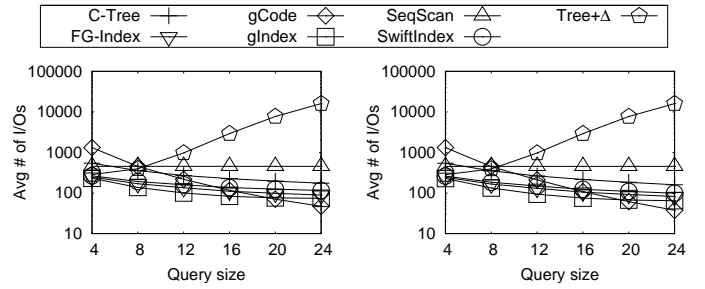 C-Tree gCode SeqScan Tree+Δ
FG-Index gIndex SwiftIndex
100000 100000
10000 10000
1000 1000
100 100
10 10
4 8 12 16 20 24 4 8 12 16 20 24
Avg # of I/Os Avg # of I/Os
Query size Query size